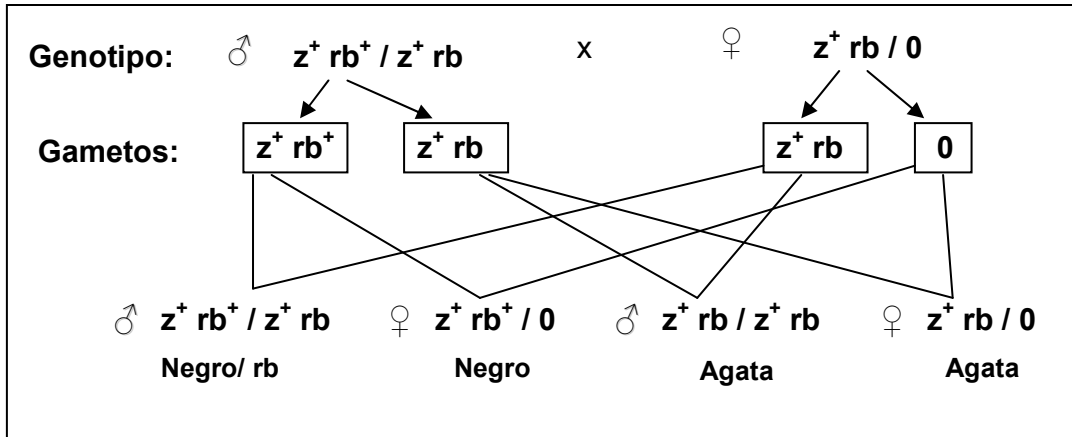 Genotipo: ♂ z⁺ rb⁺ / z⁺ rb x ♀ z⁺ rb / 0
Gametos: z⁺ rb⁺ z⁺ rb z⁺ rb 0
♂ z⁺ rb⁺ / z⁺ rb ♀ z⁺ rb⁺ / 0 ♂ z⁺ rb / z⁺ rb ♀ z⁺ rb / 0
Negro/ rb Negro Agata Agata